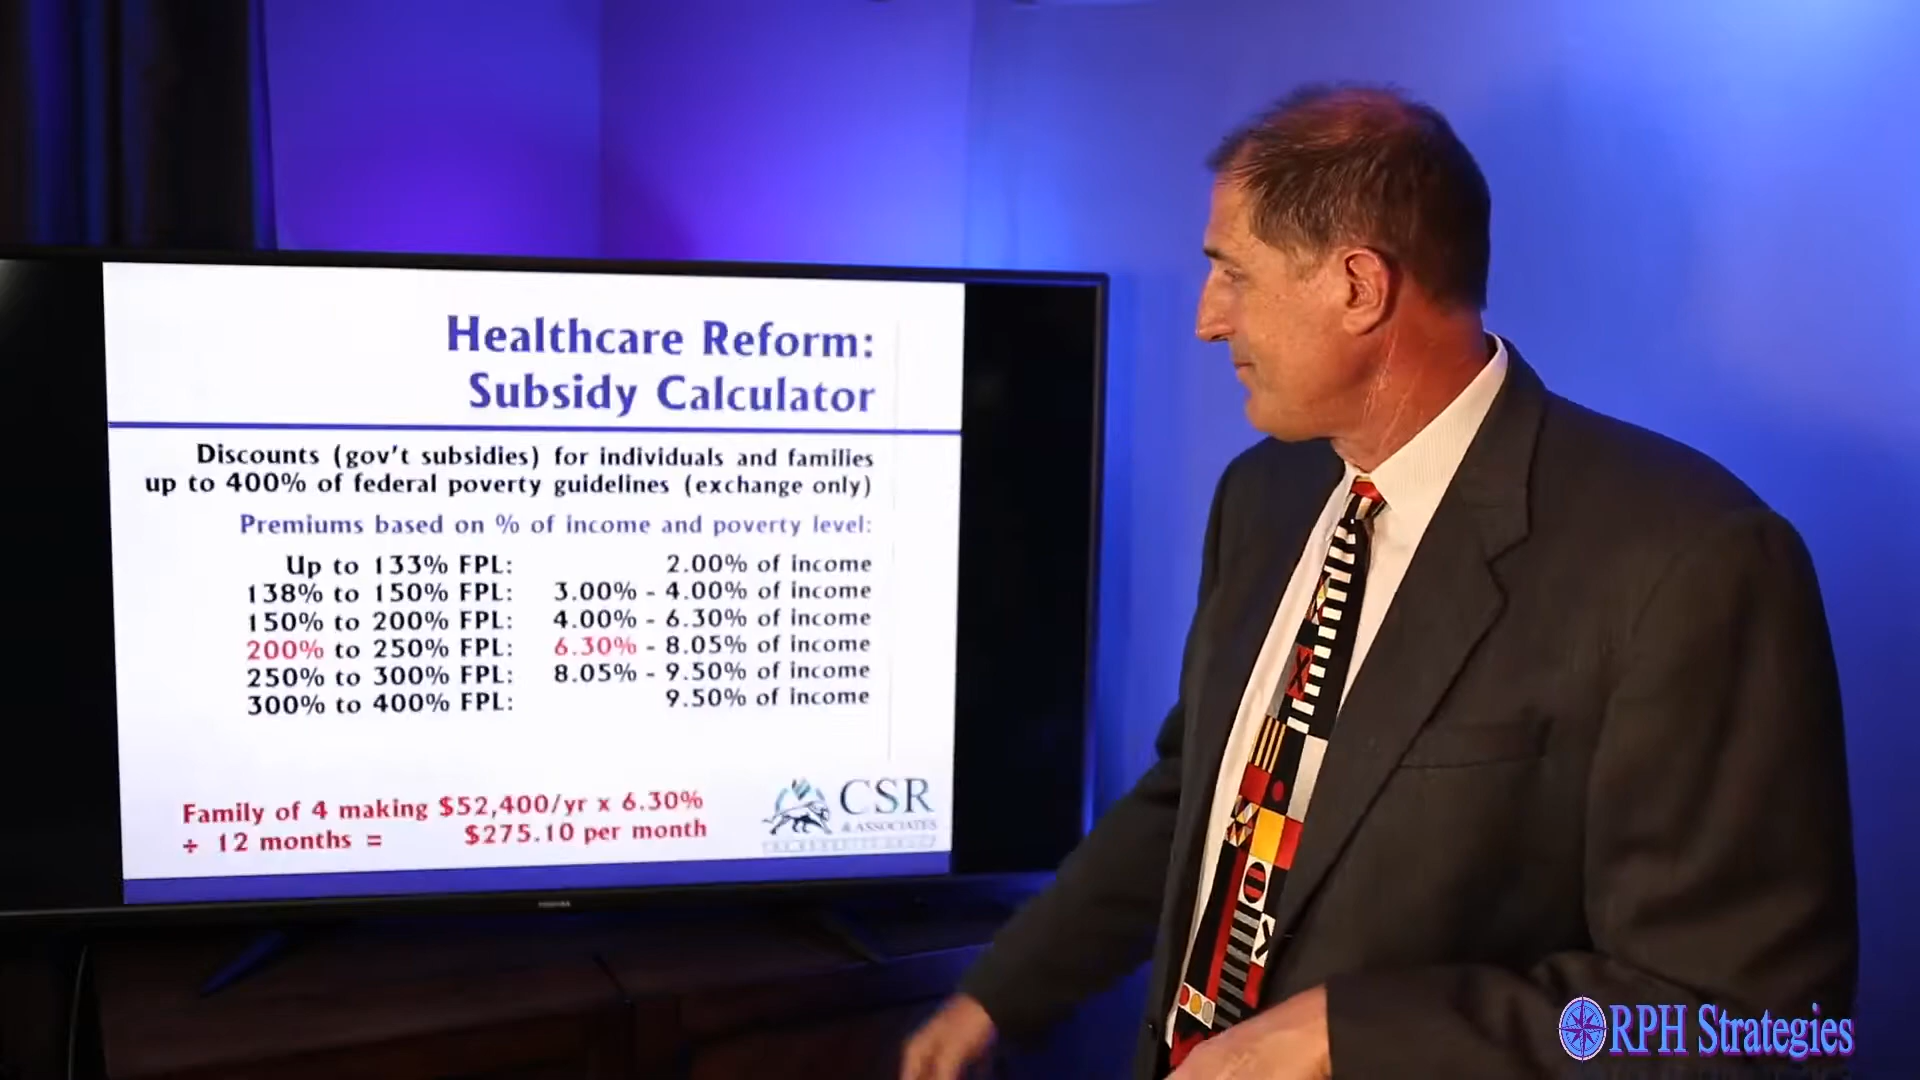 Healthcare Reform:
Subsidy Calculator
Discounts (gov't subsidies) for individuals and families
up to 400% of federal poverty guidelines (exchange only)
Premiums based on % of income and poverty level:
Up to 133% FPL: 2.00% of income
138% to 150% FPL: 3.00% - 4.00% of income
150% to 200% FPL: 4.00% - 6.30% of income
200% to 250% FPL: 6.30% - 8.05% of income
250% to 300% FPL: 8.05% - 9.50% of income
300% to 400% FPL: 9.50% of income
Family of 4 making $52,400/yr x 6.30%
÷ 12 months = $275.10 per month
CSR
& ASSOCIATES
TOSHIBA
RPH Strategies